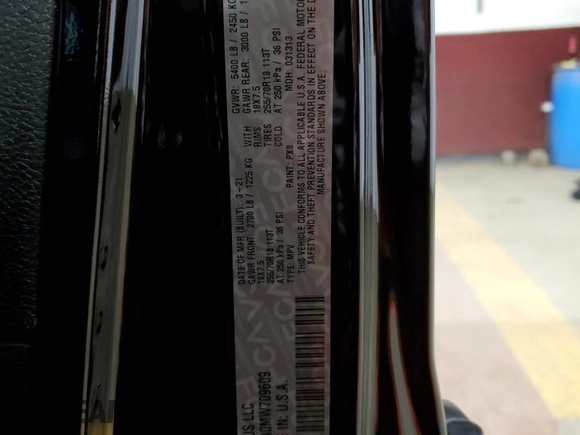 DATE OF MFR (BUILT): 3-21 GVWR: 5400 LB / 2450 KG
GAWR FRONT: 2700 LB / 1225 KG WITH GAWR REAR: 3000 LB /
18X7.5 RIMS 18X7.5
255/70R18 113T TIRES 255/70R18 113T
AT 250 kPa / 36 PSI COLD AT 250 kPa / 36 PSI
TYPE: MPV PAINT: PX8 MDH: 031313
THIS VEHICLE CONFORMS TO ALL APPLICABLE U.S.A. FEDERAL MOTOR
SAFETY AND THEFT PREVENTION STANDARDS IN EFFECT ON THE
MANUFACTURE SHOWN ABOVE.
US LLC
MW709609
IN: U.S.A.